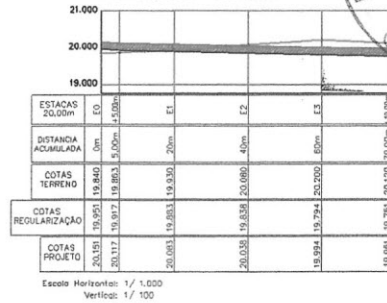 21.000
20.000
19.000
ESTACAS 20,00m E0 +5,00m E1 E2 E3
DISTANCIA ACUMULADA 0m 5,00m 20m 40m 60m
COTAS TERRENO 19,840 19,863 19,930 20,080 20,200
COTAS REGULARIZAÇÃO 19,951 19,917 19,883 19,838 19,794
COTAS PROJETO 20,151 20,117 20,083 20,038 19,994
Escala Horizontal: 1/ 1.000
Vertical: 1/ 100